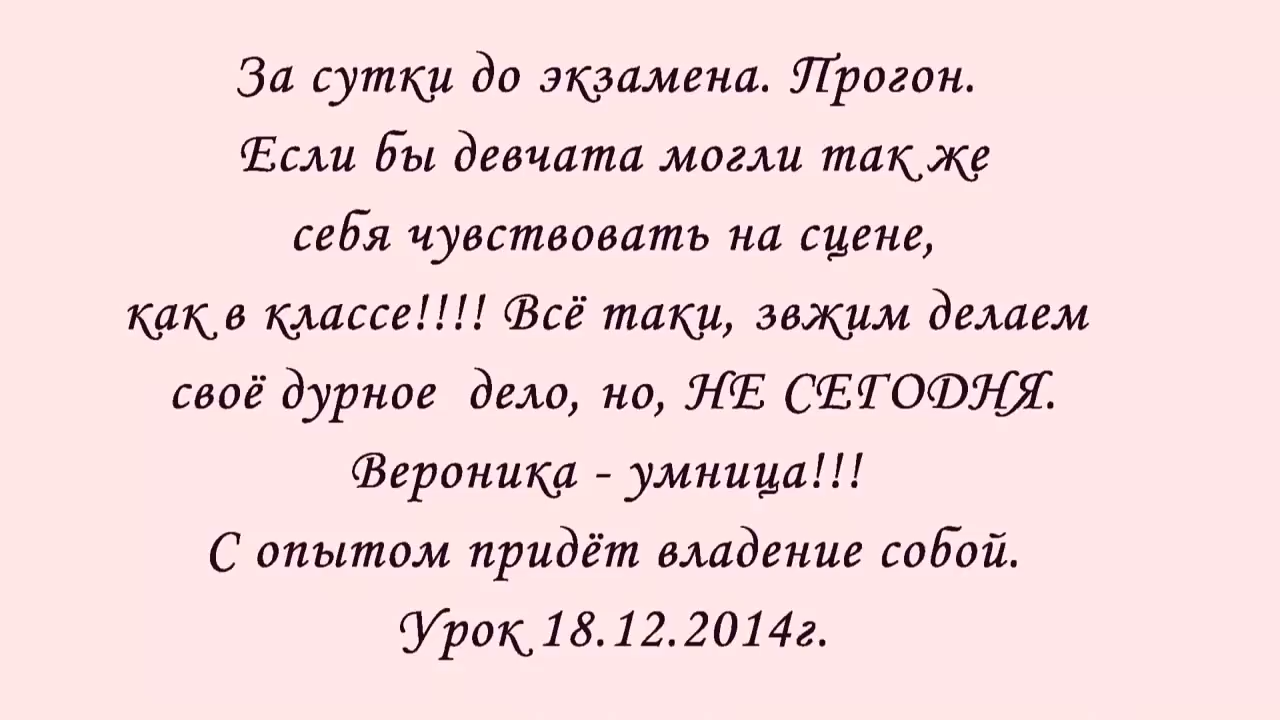 За сутки до экзамена. Прогон.
Если бы девчата могли так же
себя чувствовать на сцене,
как в классе!!!! Всё таки, звжим делаем
своё дурное  дело, но, НЕ СЕГОДНЯ.
Вероника - умница!!!
С опытом придёт владение собой.
Урок 18.12.2014г.